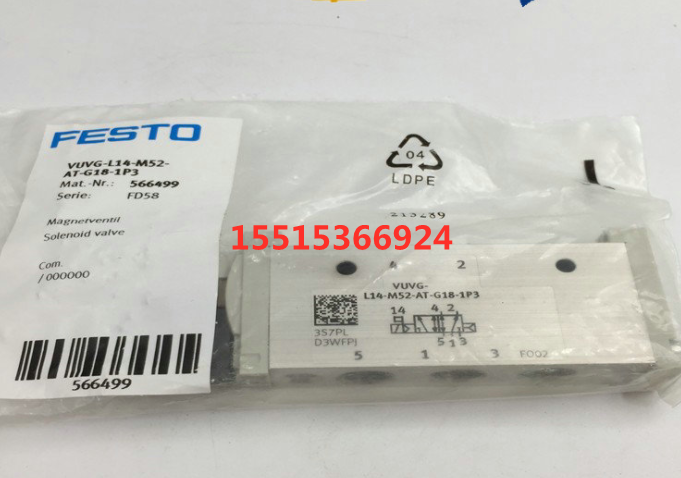 FESTO
VUVG-L14-M52-
AT-G18-1P3
Mat.-Nr.: 566499
Serie: FD58
Magnetventil
Solenoid valve
Com.
/000000
566499
04
LDPE
215289
15515366924
4 2
VUVG-
L14-M52-AT-G18-1P3
14 4 2
5 1 3
3S7PL
D3WFPJ
5 1 3 F002